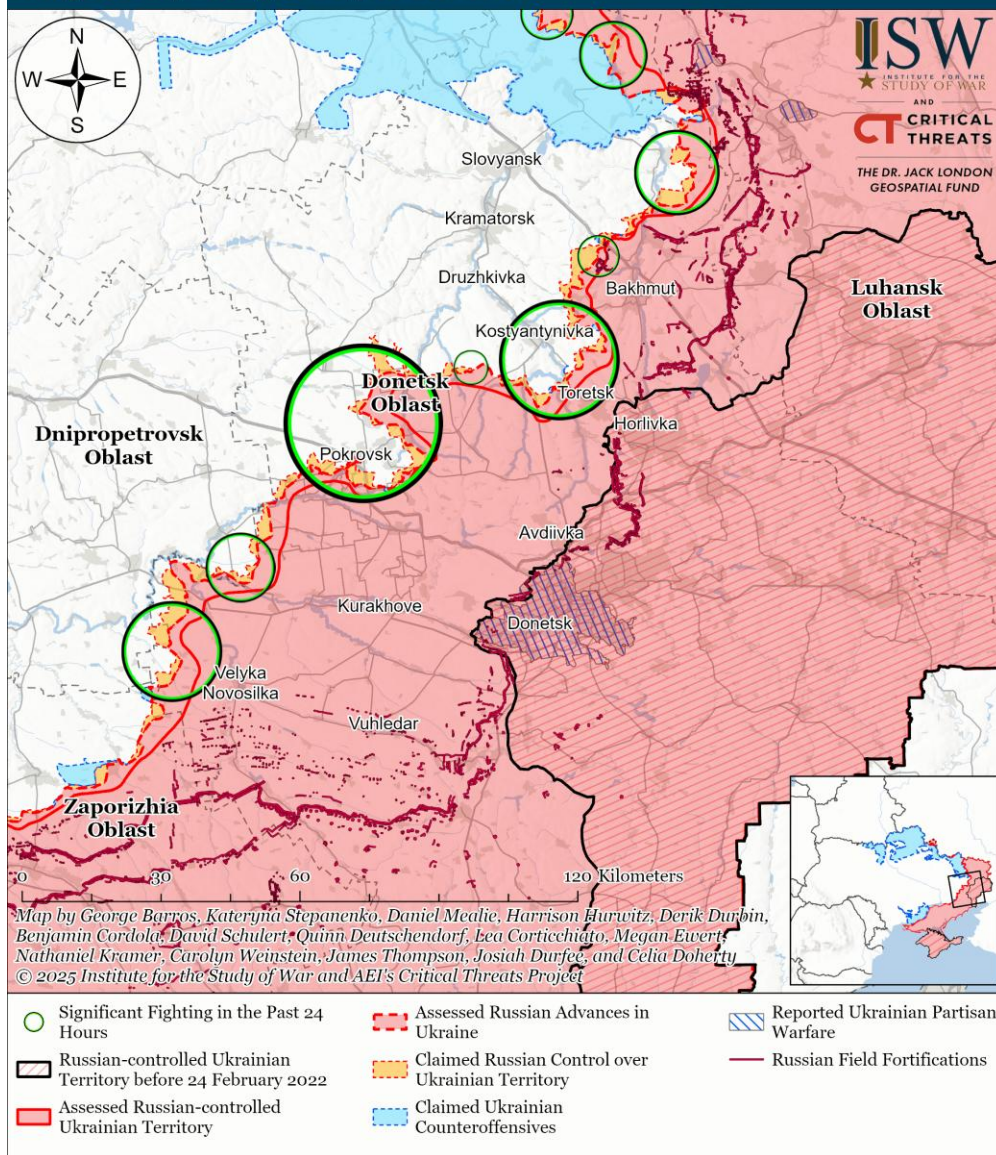 N
W
E
S
ISW
INSTITUTE FOR THE
STUDY OF WAR
AND
CT CRITICAL
THREATS
THE DR. JACK LONDON
GEOSPATIAL FUND
Slovyansk
Kramatorsk
Druzhkivka
Bakhmut
Luhansk
Oblast
Kostyantynivka
Donetsk
Oblast
Toretsk
Horlivka
Dnipropetrovsk
Oblast
Pokrovsk
Avdiivka
Kurakhove
Donetsk
Velyka
Novosilka
Vuhledar
Zaporizhia
Oblast
0 30 60 120 Kilometers
Map by George Barros, Kateryna Stepanenko, Daniel Mealie, Harrison Hurwitz, Derik Durbin,
Benjamin Cordola, David Schulert, Quinn Deutschendorf, Lea Corticchiato, Megan Ewert,
Nathaniel Kramer, Carolyn Weinstein, James Thompson, Josiah Durfee, and Celia Doherty
© 2025 Institute for the Study of War and AEI's Critical Threats Project
Significant Fighting in the Past 24
Hours
Russian-controlled Ukrainian
Territory before 24 February 2022
Assessed Russian-controlled
Ukrainian Territory
Assessed Russian Advances in
Ukraine
Claimed Russian Control over
Ukrainian Territory
Claimed Ukrainian
Counteroffensives
Reported Ukrainian Partisan
Warfare
Russian Field Fortifications